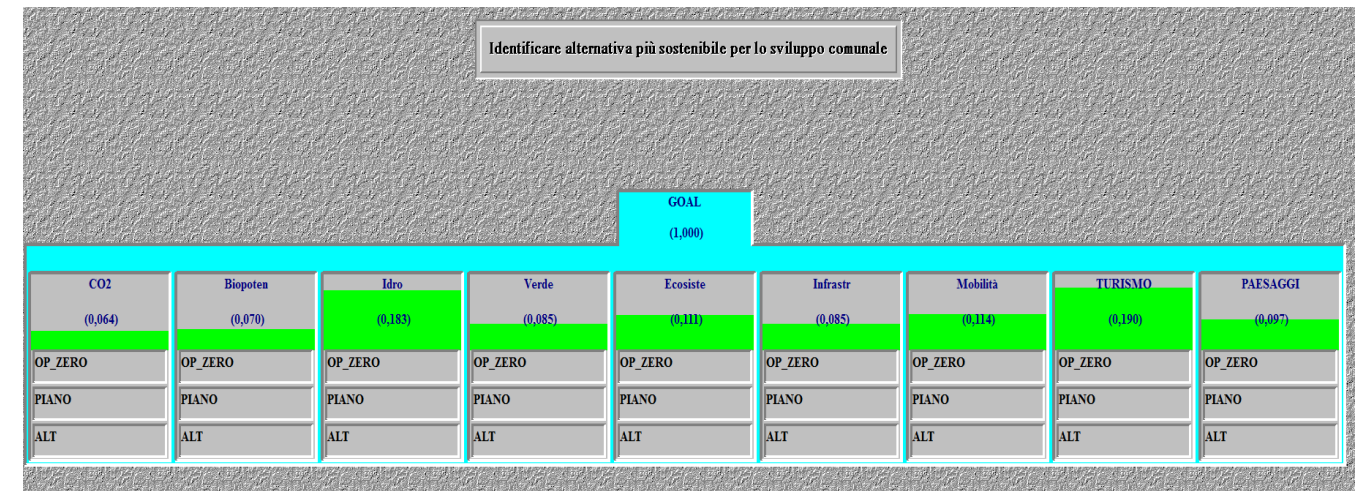 Identificare alternativa più sostenibile per lo sviluppo comunale
GOAL
(1,000)
CO2 Biopoten Idro Verde Ecosiste Infrastr Mobilità TURISMO PAESAGGI
(0,064) (0,070) (0,183) (0,085) (0,111) (0,085) (0,114) (0,190) (0,097)
OP_ZERO OP_ZERO OP_ZERO OP_ZERO OP_ZERO OP_ZERO OP_ZERO OP_ZERO OP_ZERO
PIANO PIANO PIANO PIANO PIANO PIANO PIANO PIANO PIANO
ALT ALT ALT ALT ALT ALT ALT ALT ALT